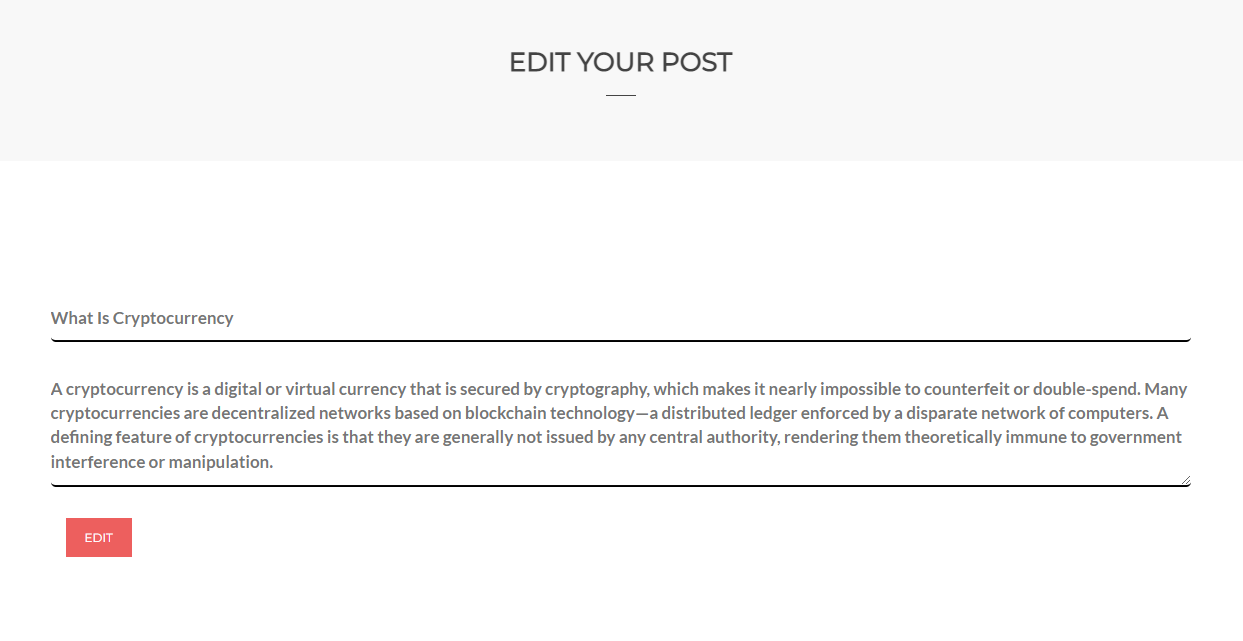 EDIT YOUR POST
What Is Cryptocurrency
A cryptocurrency is a digital or virtual currency that is secured by cryptography, which makes it nearly impossible to counterfeit or double-spend. Many
cryptocurrencies are decentralized networks based on blockchain technology—a distributed ledger enforced by a disparate network of computers. A
defining feature of cryptocurrencies is that they are generally not issued by any central authority, rendering them theoretically immune to government
interference or manipulation.
EDIT